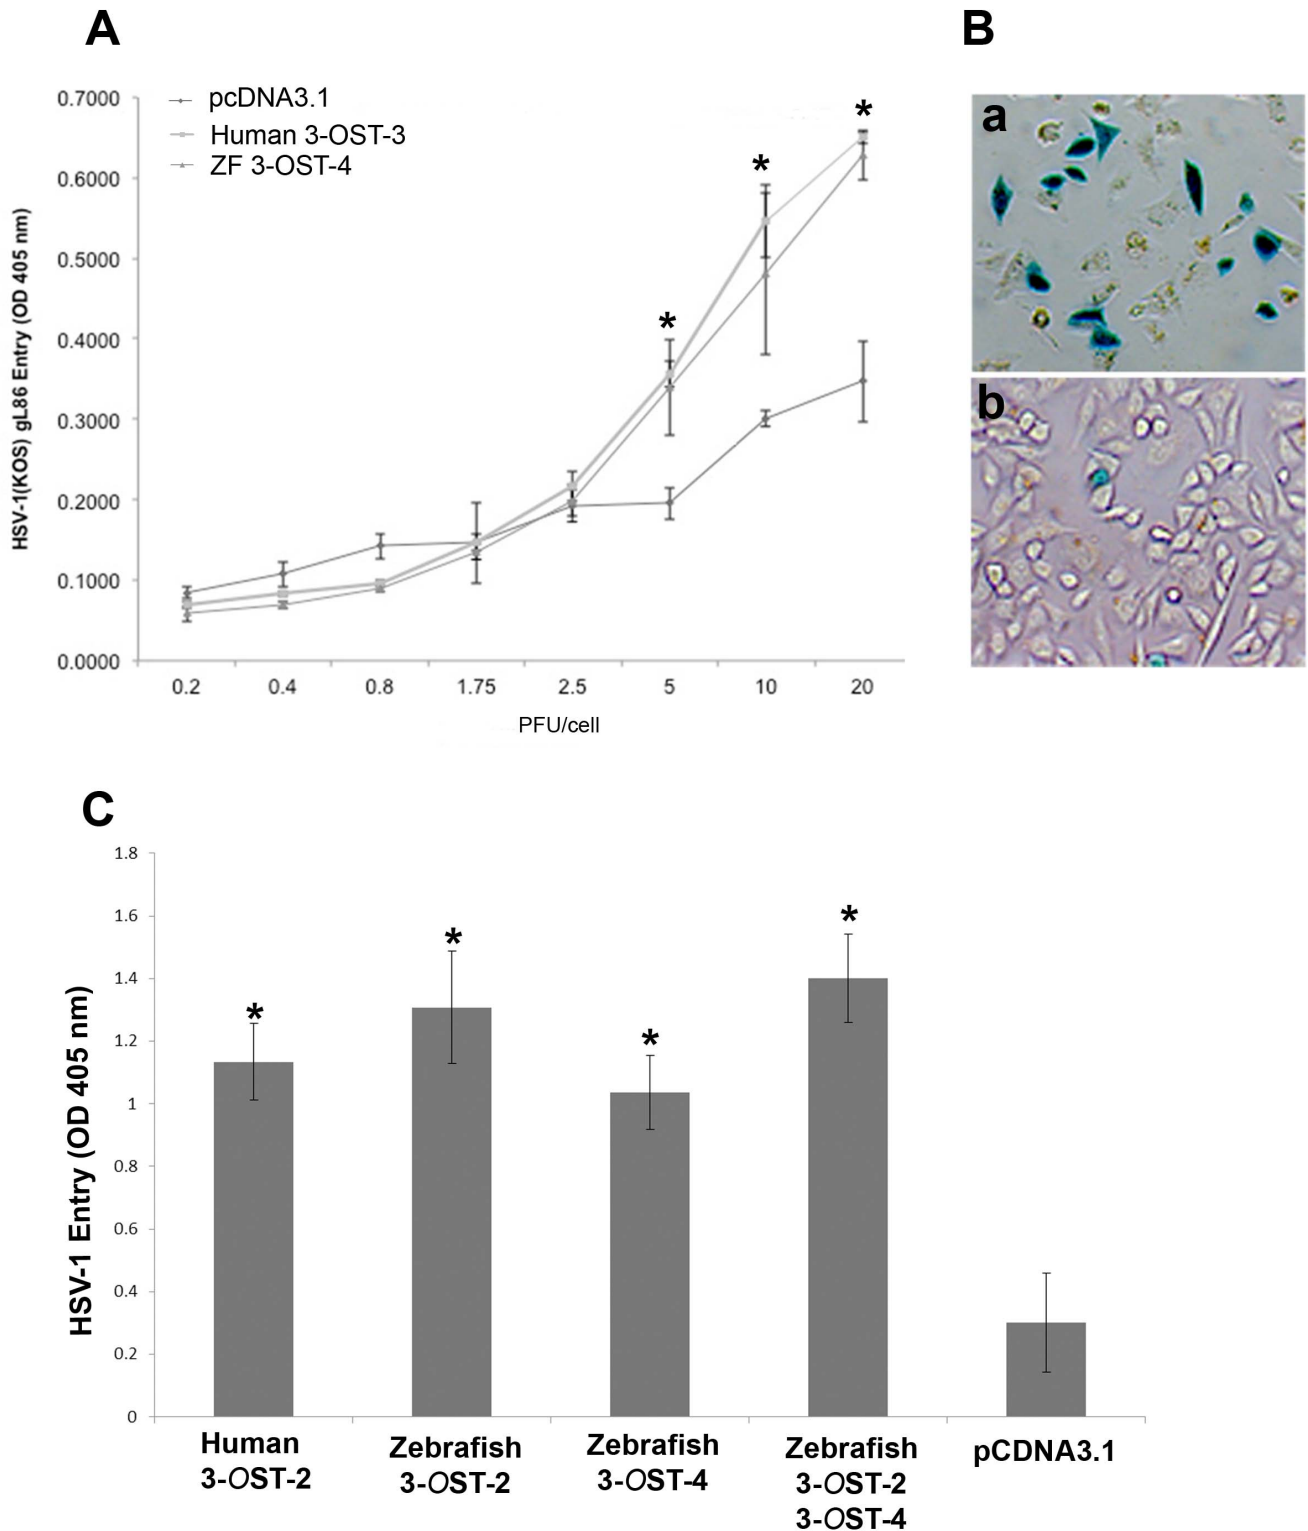 A
B
0.7000
0.6000
0.5000
0.4000
0.3000
0.2000
0.1000
0.0000
HSV-1(KOS) gL86 Entry (OD 405 nm)
pcDNA3.1
Human 3-OST-3
ZF 3-OST-4
*
*
*
0.2 0.4 0.8 1.75 2.5 5 10 20
PFU/cell
a
b
C
1.8
1.6
1.4
1.2
1
0.8
0.6
0.4
0.2
0
HSV-1 Entry (OD 405 nm)
*
*
*
*
Human
3-OST-2
Zebrafish
3-OST-2
Zebrafish
3-OST-4
Zebrafish
3-OST-2
3-OST-4
pCDNA3.1